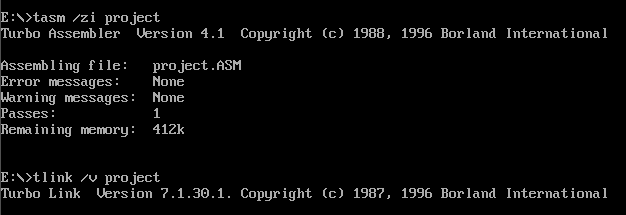 E:\>tasm /zi project
Turbo Assembler  Version 4.1  Copyright (c) 1988, 1996 Borland International
Assembling file:   project.ASM
Error messages:    None
Warning messages:  None
Passes:            1
Remaining memory:  412k
E:\>tlink /v project
Turbo Link  Version 7.1.30.1. Copyright (c) 1987, 1996 Borland International